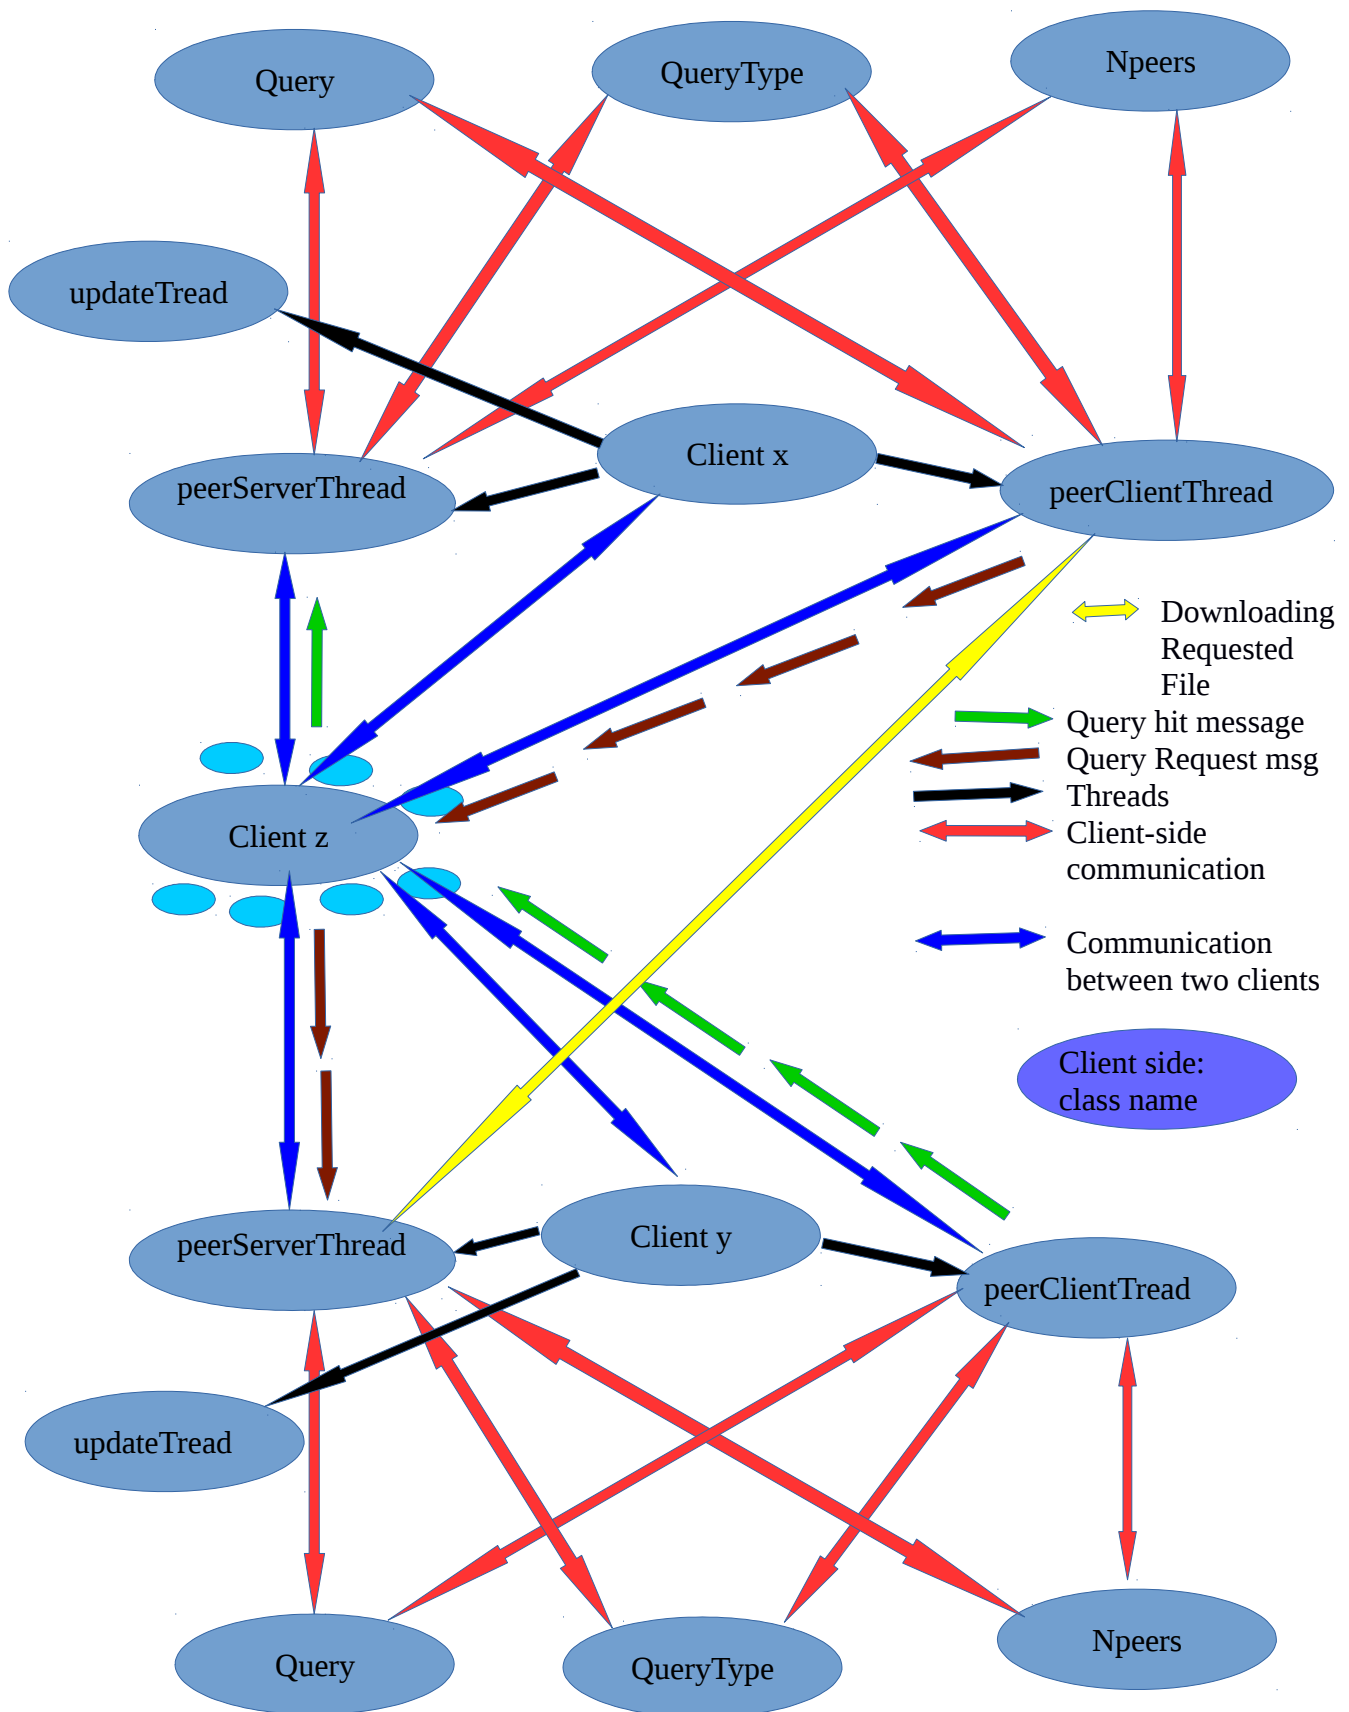 Query
QueryType
Npeers
updateTread
Client x
peerServerThread
peerClientThread
Downloading
Requested
File
Query hit message
Query Request msg
Threads
Client-side
communication
Client z
Communication
between two clients
Client side:
class name
peerServerThread
Client y
peerClientTread
updateTread
Query
QueryType
Npeers